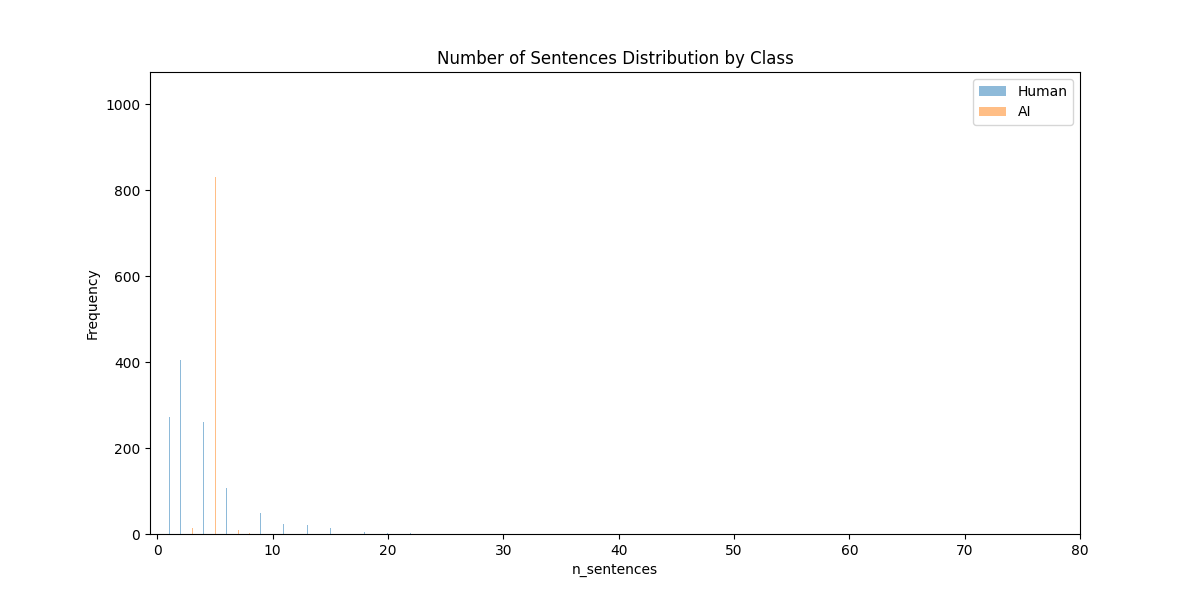 Number of Sentences Distribution by Class
Human
AI
1000
800
600
400
200
0
Frequency
0 10 20 30 40 50 60 70 80
n_sentences